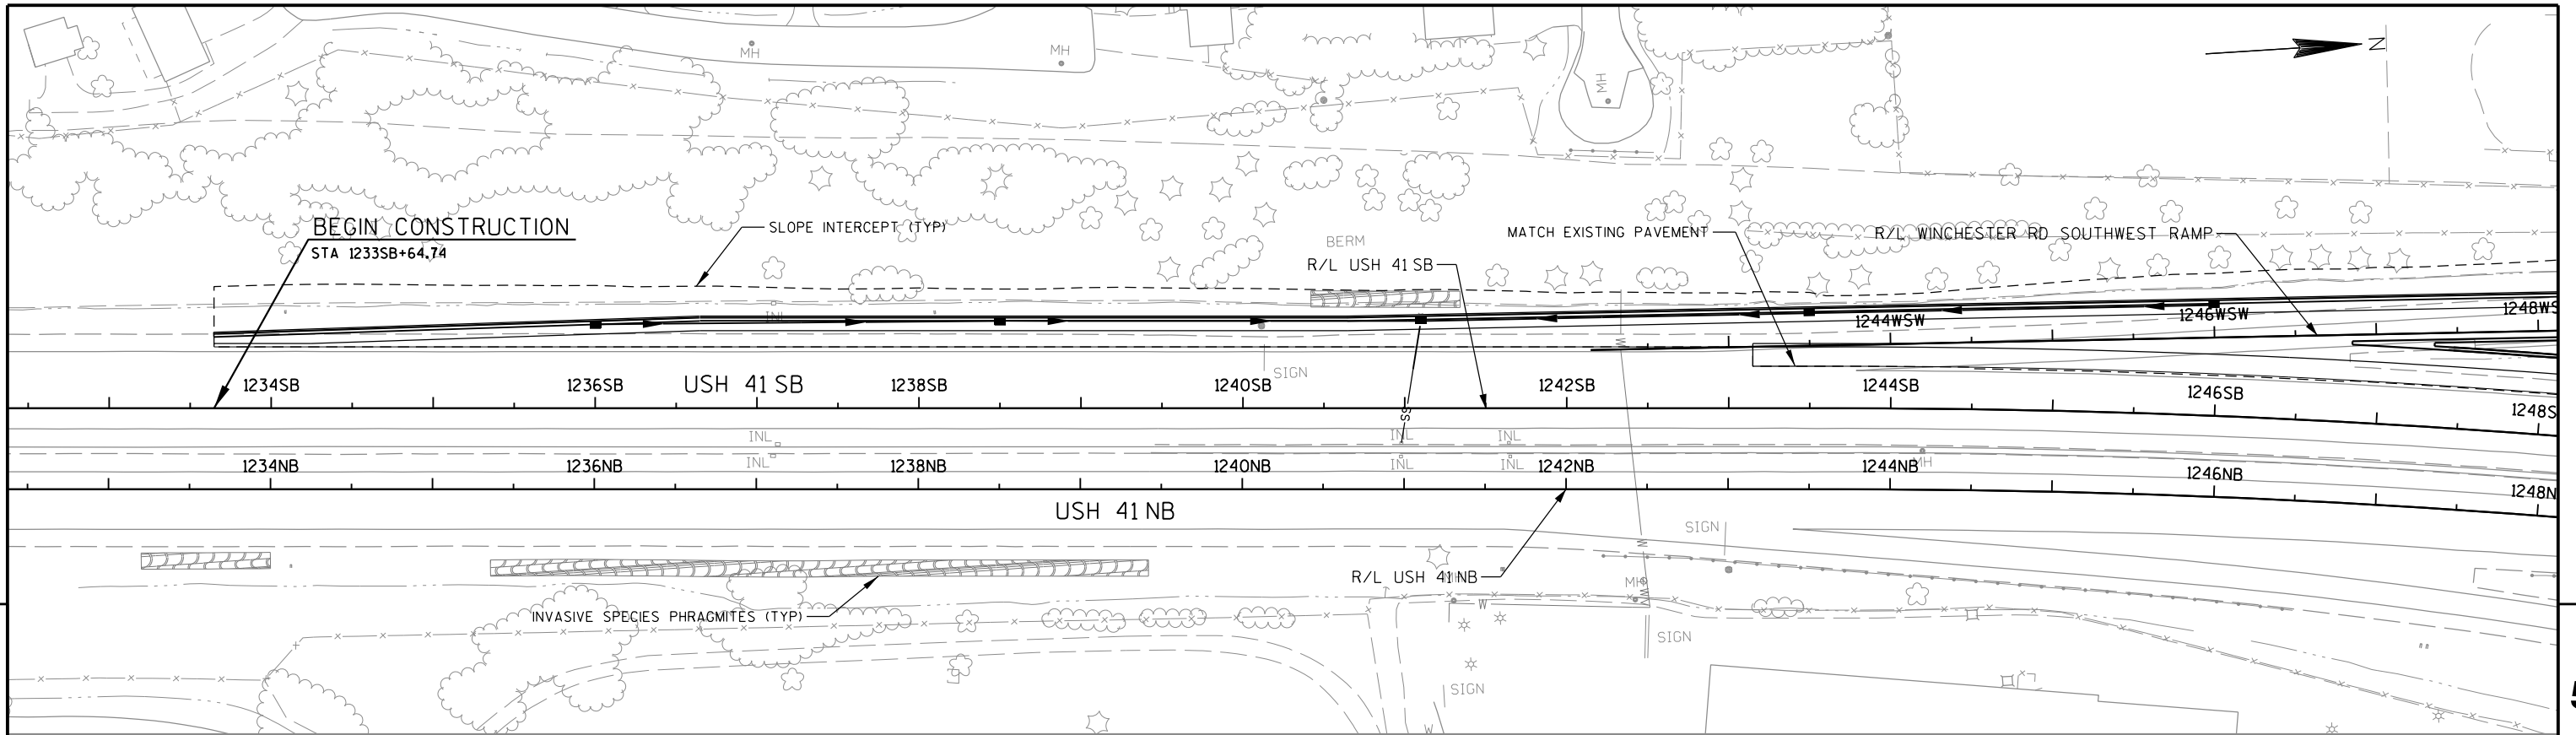 MH
MH
MH
N
BEGIN CONSTRUCTION
STA 1233SB+64.74
SLOPE INTERCEPT (TYP)
BERM
R/L USH 41 SB
MATCH EXISTING PAVEMENT
R/L WINCHESTER RD SOUTHWEST RAMP
INL
1244WSW
1246WSW
1248WS
W
SIGN
1234SB
1236SB
USH 41 SB
1238SB
1240SB
1242SB
1244SB
1246SB
1248S
SS
INL
INL
INL
INL
INL
INL
1234NB
1236NB
1238NB
1240NB
1242NB
1244NB
MH
1246NB
1248N
USH 41 NB
SIGN
W
R/L USH 41 NB
MH
MH
W
W
INVASIVE SPECIES PHRAGMITES (TYP)
SIGN
SIGN
W